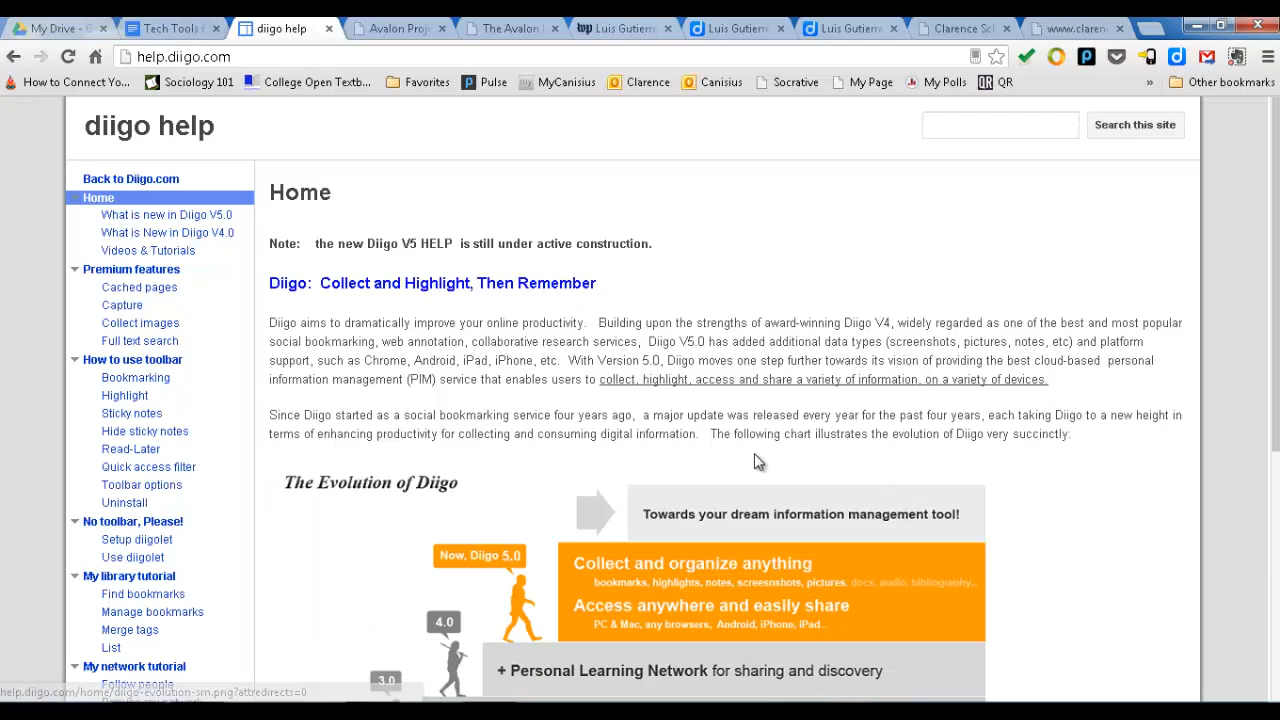 My Drive - G
Tech Tools f
diigo help
Avalon Proj
The Avalon
Luis Gutierre
Luis Gutierre
Luis Gutierre
Clarence Scl
www.claren
help.diigo.com
How to Connect Yo...
Sociology 101
College Open Textb...
Favorites
Pulse
MyCanisius
Clarence
Canisius
Socrative
My Page
My Polls
QR
»
Other bookmarks
diigo help
Search this site
Back to Diigo.com
Home
What is new in Diigo V5.0
What is New in Diigo V4.0
Videos & Tutorials
Premium features
Cached pages
Capture
Collect images
Full text search
How to use toolbar
Bookmarking
Highlight
Sticky notes
Hide sticky notes
Read-Later
Quick access filter
Toolbar options
Uninstall
No toolbar, Please!
Setup diigolet
Use diigolet
My library tutorial
Find bookmarks
Manage bookmarks
Merge tags
List
My network tutorial
Follow people
Home
Note: the new Diigo V5 HELP is still under active construction.
Diigo: Collect and Highlight, Then Remember
Diigo aims to dramatically improve your online productivity. Building upon the strengths of award-winning Diigo V4, widely regarded as one of the best and most popular
social bookmarking, web annotation, collaborative research services, Diigo V5.0 has added additional data types (screenshots, pictures, notes, etc) and platform
support, such as Chrome, Android, iPad, iPhone, etc. With Version 5.0, Diigo moves one step further towards its vision of providing the best cloud-based personal
information management (PIM) service that enables users to collect, highlight, access and share a variety of information, on a variety of devices.
Since Diigo started as a social bookmarking service four years ago, a major update was released every year for the past four years, each taking Diigo to a new height in
terms of enhancing productivity for collecting and consuming digital information. The following chart illustrates the evolution of Diigo very succinctly:
The Evolution of Diigo
Towards your dream information management tool!
Now, Diigo 5.0
Collect and organize anything
bookmarks, highlights, notes, screesnshots, pictures, docs, audio, bibliography...
Access anywhere and easily share
PC & Mac, any browsers, Android, iPhone, iPad...
4.0
+ Personal Learning Network for sharing and discovery
3.0
help.diigo.com/home/diigo-evolution-sm.png?attredirects=0